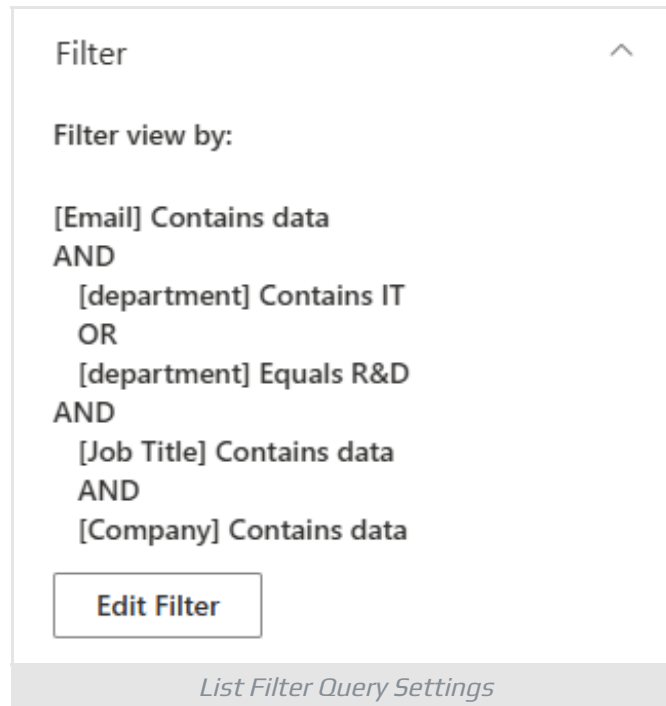 Filter
Filter view by:
[Email] Contains data
AND
[department] Contains IT
OR
[department] Equals R&D
AND
[Job Title] Contains data
AND
[Company] Contains data
Edit Filter
List Filter Query Settings